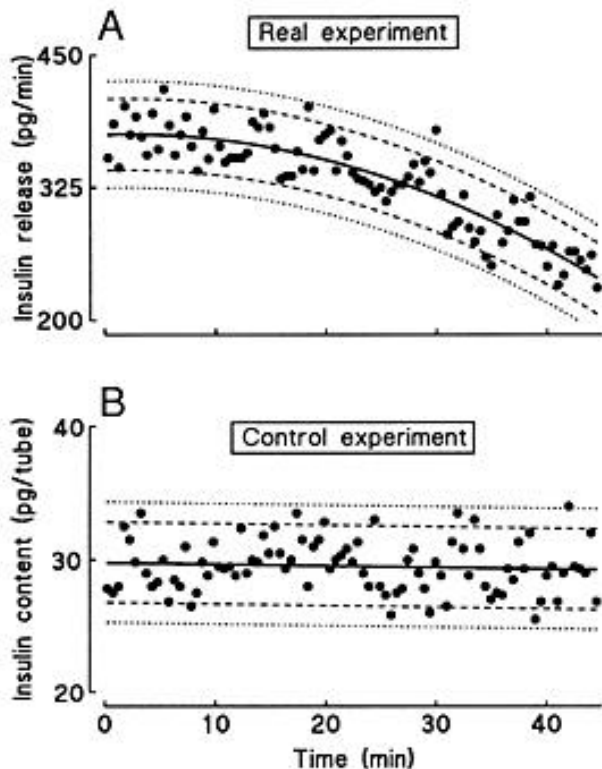 A
Real experiment
Insulin release (pg/min)
450
325
200
B
Control experiment
Insulin content (pg/tube)
40
30
20
0 10 20 30 40
Time (min)